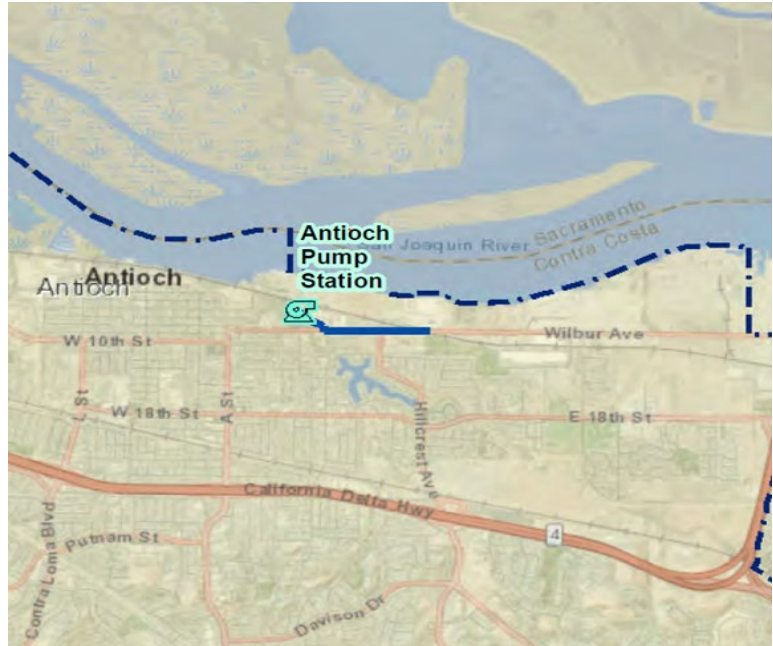 Antioch
Pump
Station
San Joaquin River
Sacramento
Contra Costa
Antioch
Antioch
W 10th St
Wilbur Ave
L St
A St
W 18th St
E 18th St
Hillcrest Ave
California Delta Hwy
4
Contra Loma Blvd
Putnam St
Davison Dr